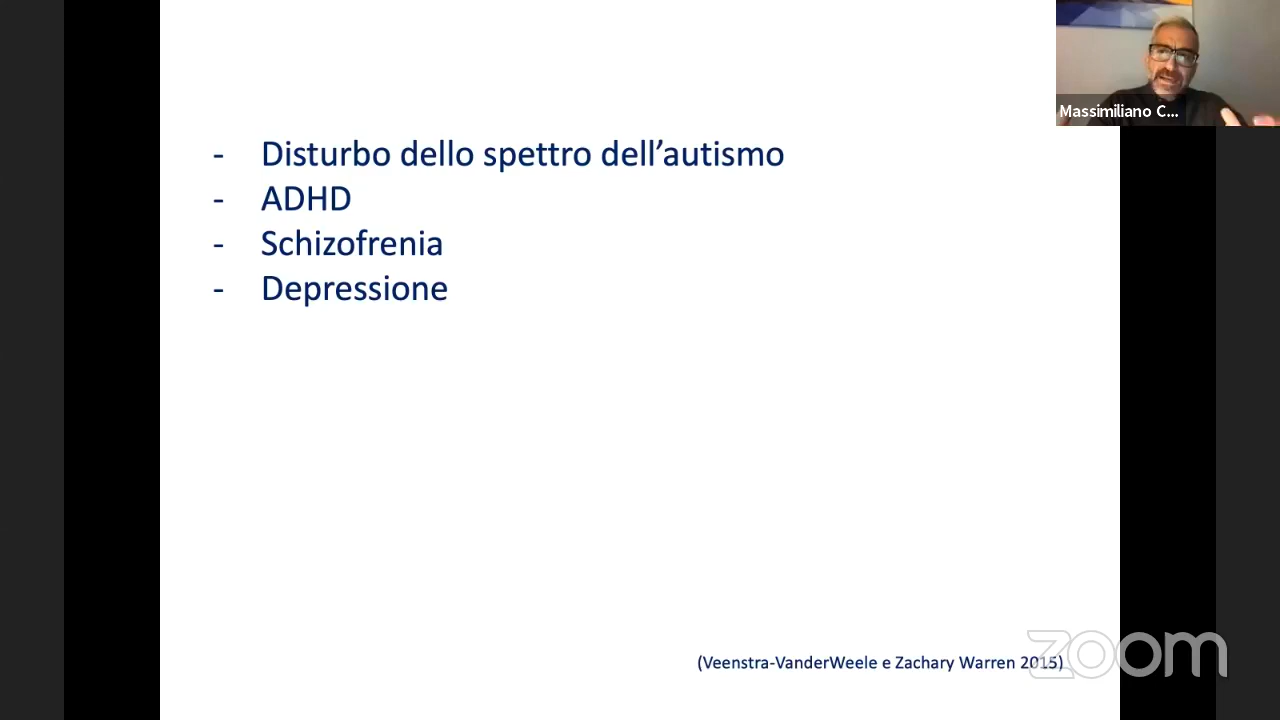 Massimiliano C...
- Disturbo dello spettro dell’autismo
- ADHD
- Schizofrenia
- Depressione
(Veenstra-VanderWeele e Zachary Warren 2015)
zoom